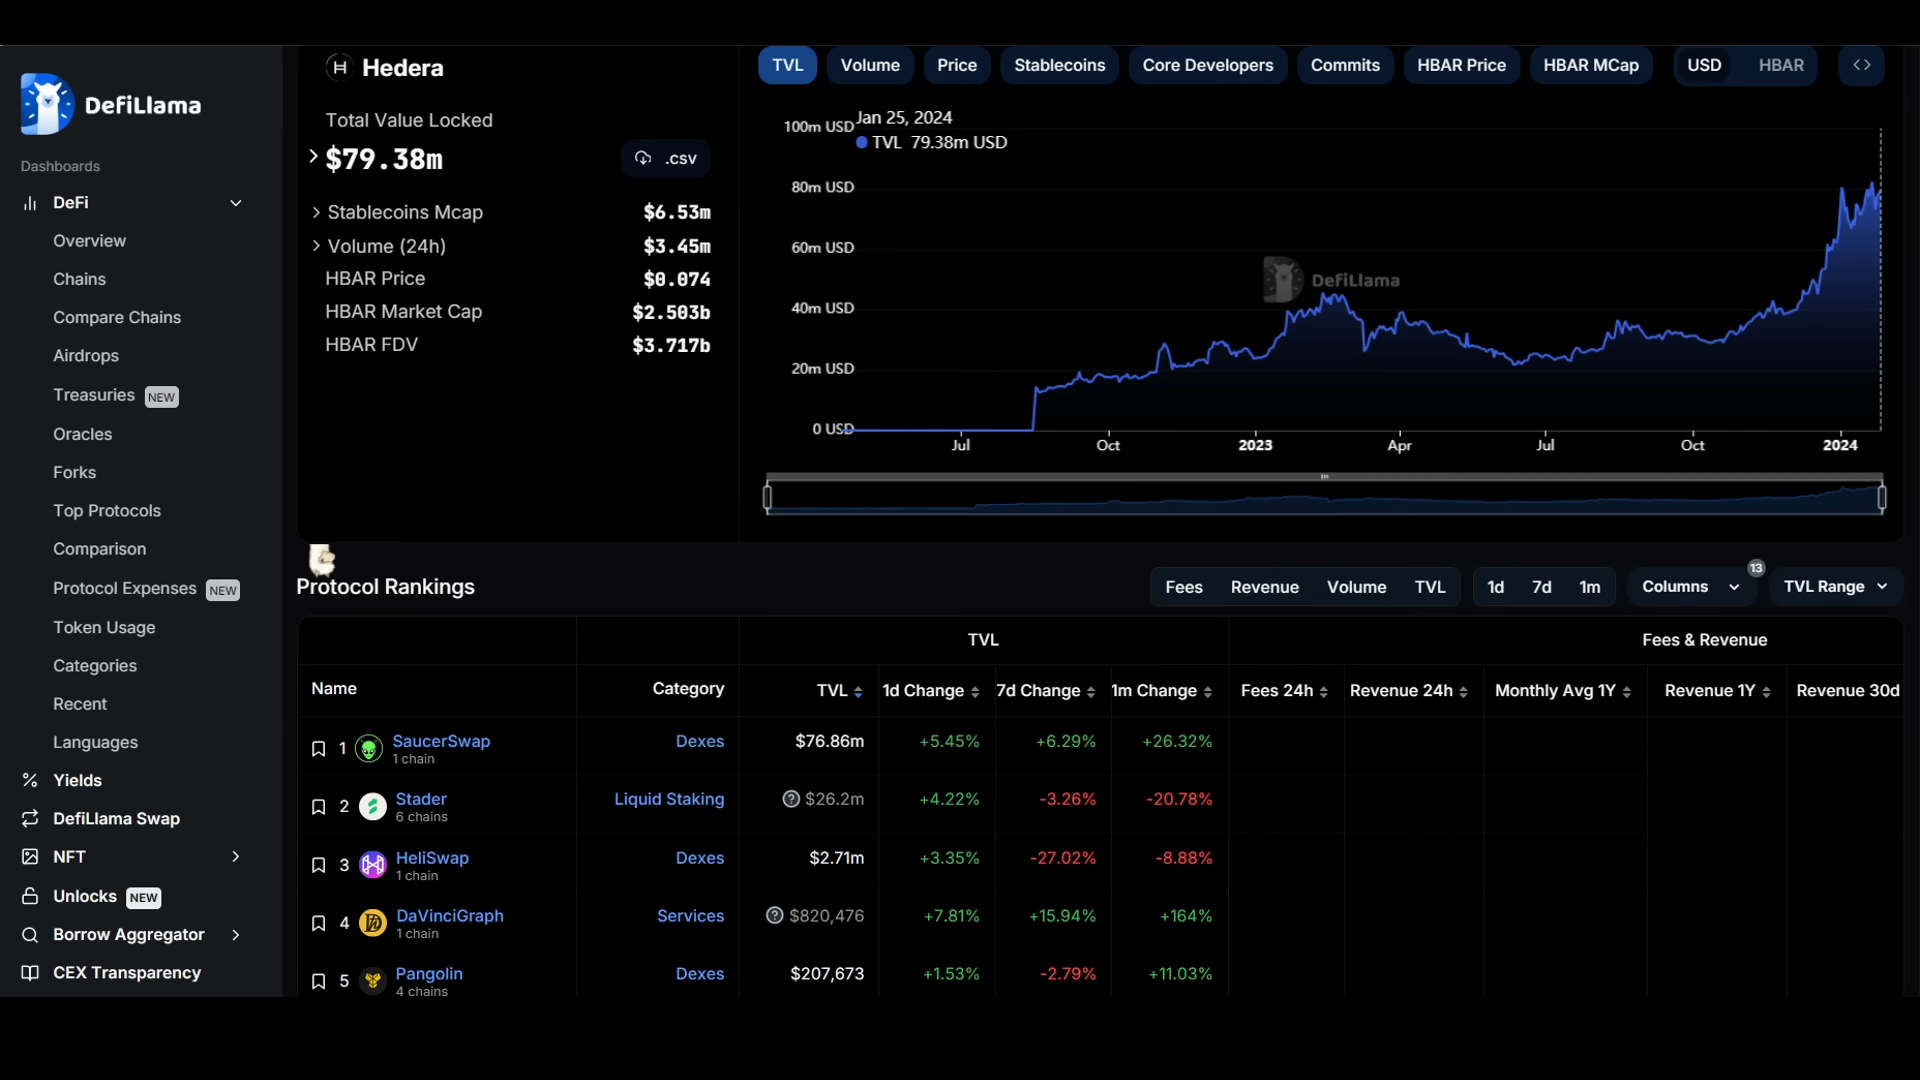 DefiLlama
Dashboards
DeFi
Overview
Chains
Compare Chains
Airdrops
Treasuries NEW
Oracles
Forks
Top Protocols
Comparison
Protocol Expenses NEW
Token Usage
Categories
Recent
Languages
Yields
DefiLlama Swap
NFT
Unlocks NEW
Borrow Aggregator
CEX Transparency
Hedera
Total Value Locked
$79.38m .csv
Stablecoins Mcap $6.53m
Volume (24h) $3.45m
HBAR Price $0.074
HBAR Market Cap $2.503b
HBAR FDV $3.717b
TVL Volume Price Stablecoins Core Developers Commits HBAR Price HBAR MCap USD HBAR <>
Jan 25, 2024
TVL 79.38m USD
100m USD
80m USD
60m USD
40m USD
20m USD
0 USD
DefiLlama
Jul Oct 2023 Apr Jul Oct 2024
Protocol Rankings
Fees Revenue Volume TVL 1d 7d 1m Columns 13 TVL Range
TVL Fees & Revenue
Name Category TVL 1d Change 7d Change 1m Change Fees 24h Revenue 24h Monthly Avg 1Y Revenue 1Y Revenue 30d
1 SaucerSwap Dexes $76.86m +5.45% +6.29% +26.32%
1 chain
2 Stader Liquid Staking ? $26.2m +4.22% -3.26% -20.78%
6 chains
3 HeliSwap Dexes $2.71m +3.35% -27.02% -8.88%
1 chain
4 DaVinciGraph Services ? $820,476 +7.81% +15.94% +164%
1 chain
5 Pangolin Dexes $207,673 +1.53% -2.79% +11.03%
4 chains